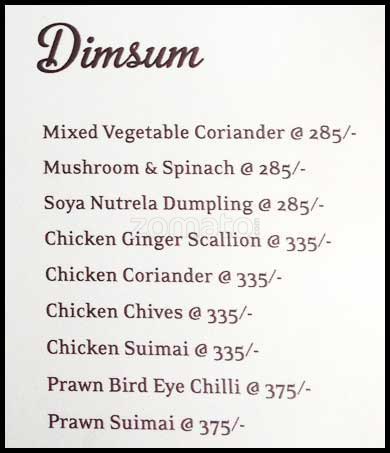 Dimsum
Mixed Vegetable Coriander @ 285/-
Mushroom & Spinach @ 285/-
Soya Nutrela Dumpling @ 285/-
zomato.com
Chicken Ginger Scallion @ 335/-
Chicken Coriander @ 335/-
Chicken Chives @ 335/-
Chicken Suimai @ 335/-
Prawn Bird Eye Chilli @ 375/-
Prawn Suimai @ 375/-